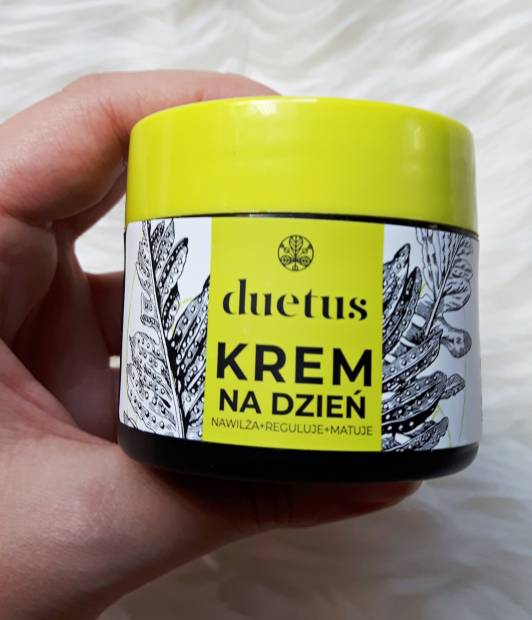 duetus
KREM
NA DZIEŃ
NAWILŻA+REGULUJE+MATUJE